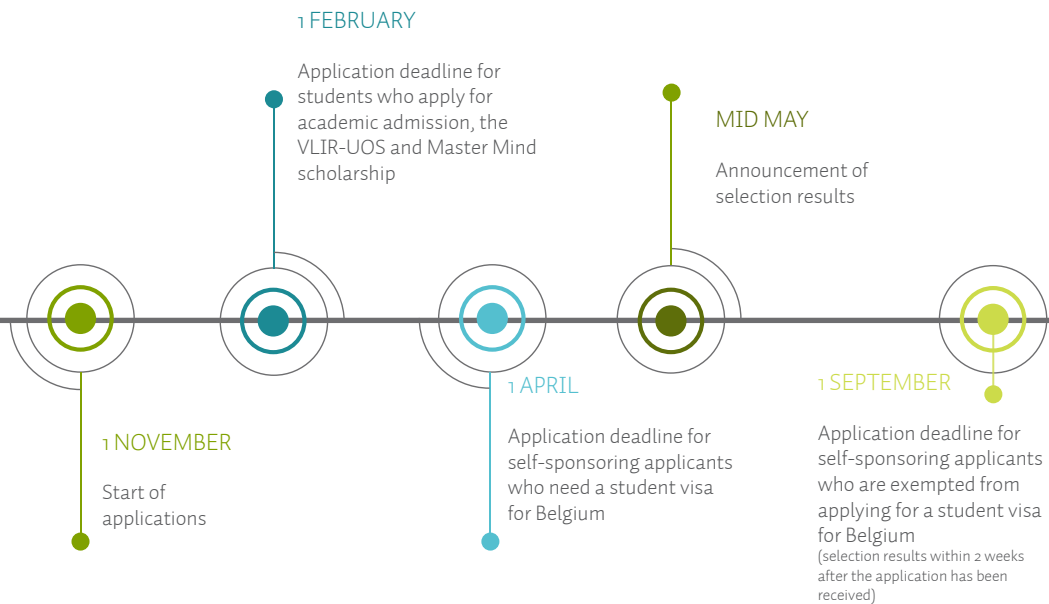 1 NOVEMBER
Start of
applications
1 FEBRUARY
Application deadline for
students who apply for
academic admission, the
VLIR-UOS and Master Mind
scholarship
1 APRIL
Application deadline for
self-sponsoring applicants
who need a student visa
for Belgium
MID MAY
Announcement of
selection results
1 SEPTEMBER
Application deadline for
self-sponsoring applicants
who are exempted from
applying for a student visa
for Belgium
(selection results within 2 weeks
after the application has been
received)